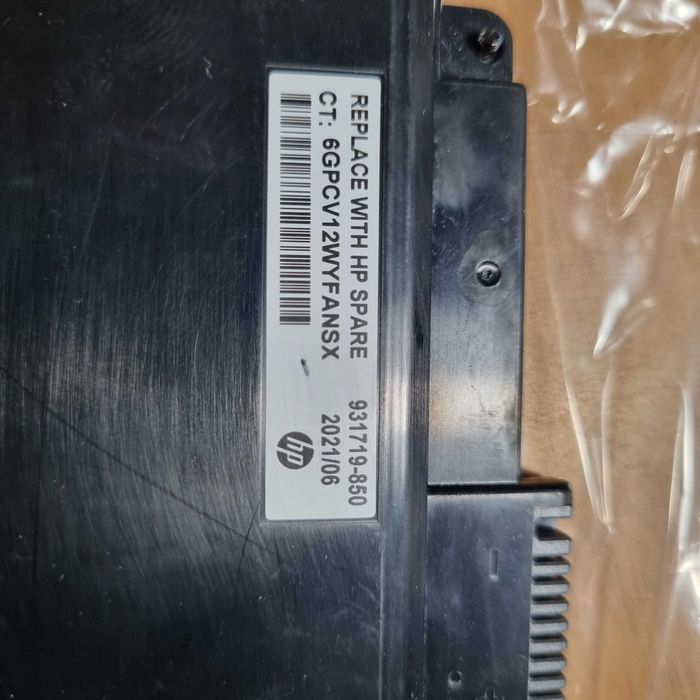 REPLACE WITH HP SPARE 931719-850
CT: 6GPCV12WYFANSX 2021/06
hp